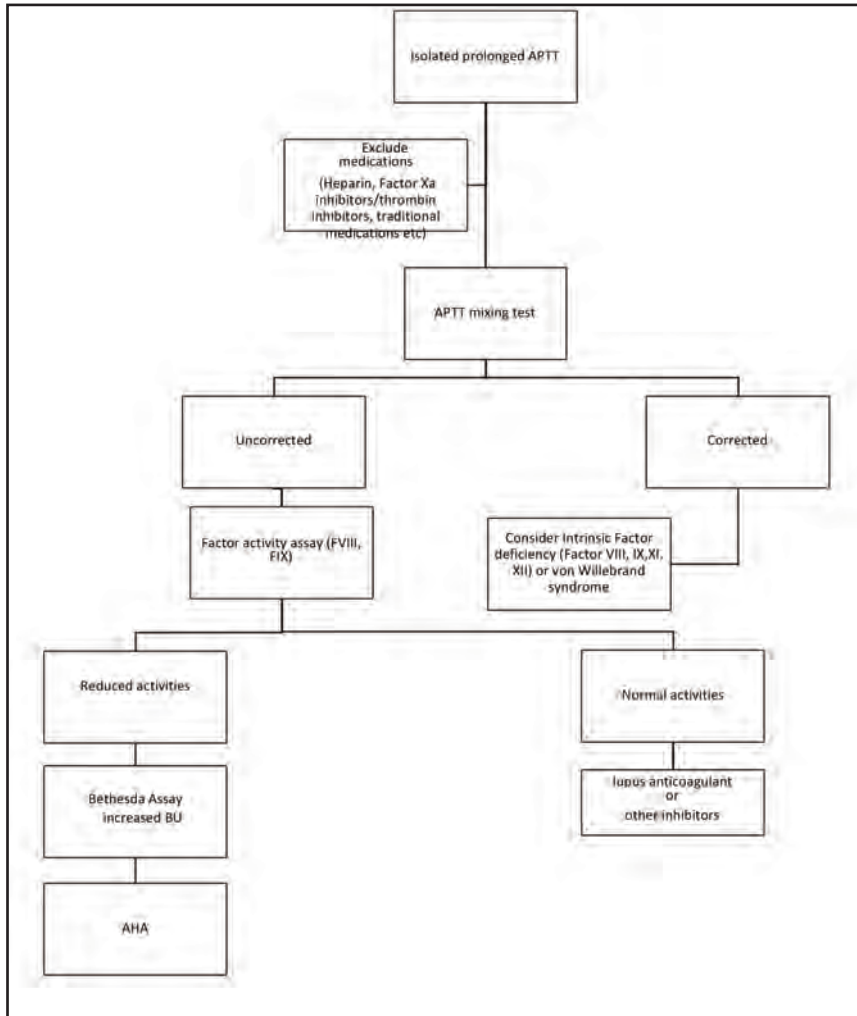 Isolated prolonged APTT
Exclude
medications
(Heparin, Factor Xa
inhibitors/thrombin
inhibitors, traditional
medications etc)
APTT mixing test
Uncorrected
Corrected
Factor activity assay (FVIII,
FIX)
Consider Intrinsic Factor
deficiency (Factor VIII, IX,XI,
XII) or von Willebrand
syndrome
Reduced activities
Normal activities
Bethesda Assay
increased BU
lupus anticoagulant
or
other inhibitors
AHA